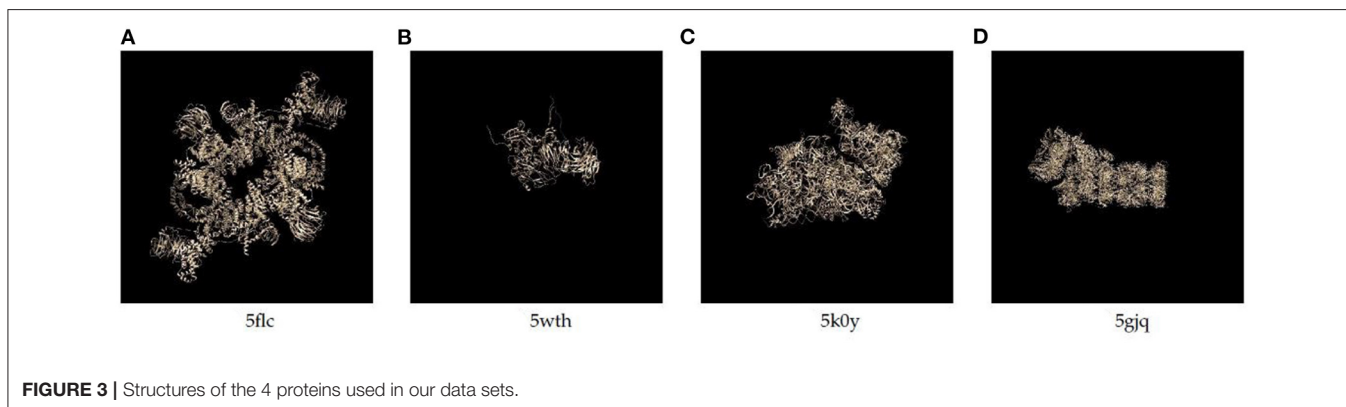 A
B
C
D
5flc
5wth
5k0y
5gjq
FIGURE 3 | Structures of the 4 proteins used in our data sets.